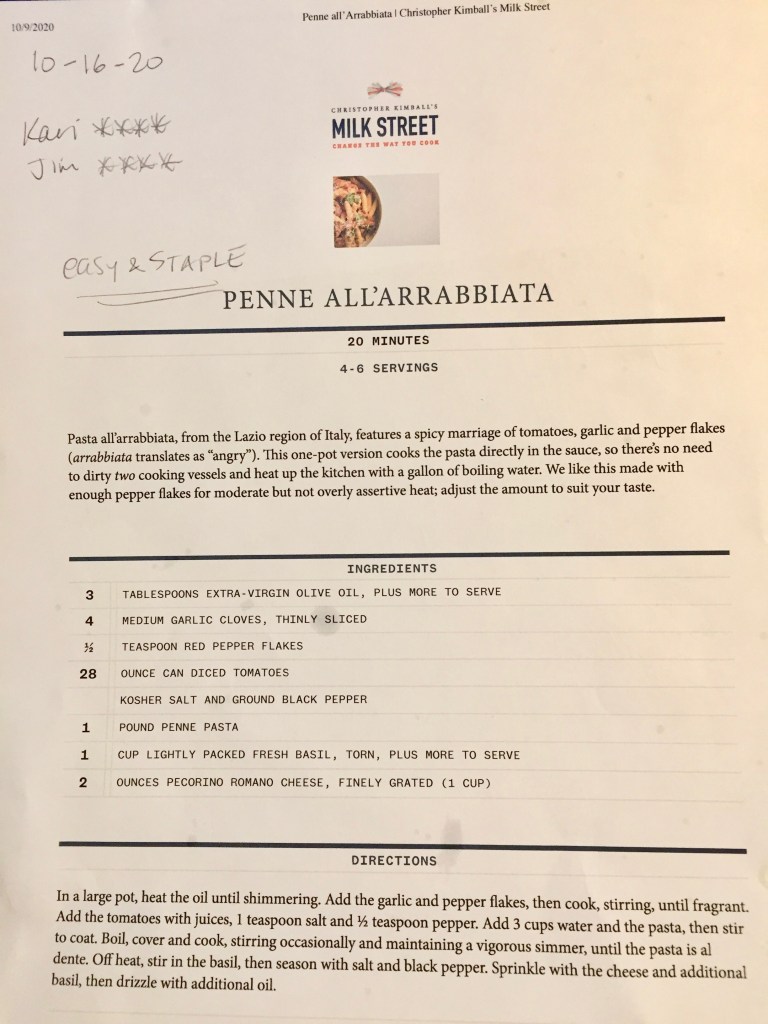 10/9/2020
Penne all'Arrabbiata | Christopher Kimball's Milk Street
10-16-20
CHRISTOPHER KIMBALL'S
MILK STREET
CHANGE THE WAY YOU COOK
Kari ****
Jim ****
easy & STAPLE
PENNE ALL'ARRABBIATA
20 MINUTES
4-6 SERVINGS
Pasta all'arrabbiata, from the Lazio region of Italy, features a spicy marriage of tomatoes, garlic and pepper flakes
(arrabbiata translates as “angry”). This one-pot version cooks the pasta directly in the sauce, so there's no need
to dirty two cooking vessels and heat up the kitchen with a gallon of boiling water. We like this made with
enough pepper flakes for moderate but not overly assertive heat; adjust the amount to suit your taste.
INGREDIENTS
3 TABLESPOONS EXTRA-VIRGIN OLIVE OIL, PLUS MORE TO SERVE
4 MEDIUM GARLIC CLOVES, THINLY SLICED
½ TEASPOON RED PEPPER FLAKES
28 OUNCE CAN DICED TOMATOES
KOSHER SALT AND GROUND BLACK PEPPER
1 POUND PENNE PASTA
1 CUP LIGHTLY PACKED FRESH BASIL, TORN, PLUS MORE TO SERVE
2 OUNCES PECORINO ROMANO CHEESE, FINELY GRATED (1 CUP)
DIRECTIONS
In a large pot, heat the oil until shimmering. Add the garlic and pepper flakes, then cook, stirring, until fragrant.
Add the tomatoes with juices, 1 teaspoon salt and ½ teaspoon pepper. Add 3 cups water and the pasta, then stir
to coat. Boil, cover and cook, stirring occasionally and maintaining a vigorous simmer, until the pasta is al
dente. Off heat, stir in the basil, then season with salt and black pepper. Sprinkle with the cheese and additional
basil, then drizzle with additional oil.